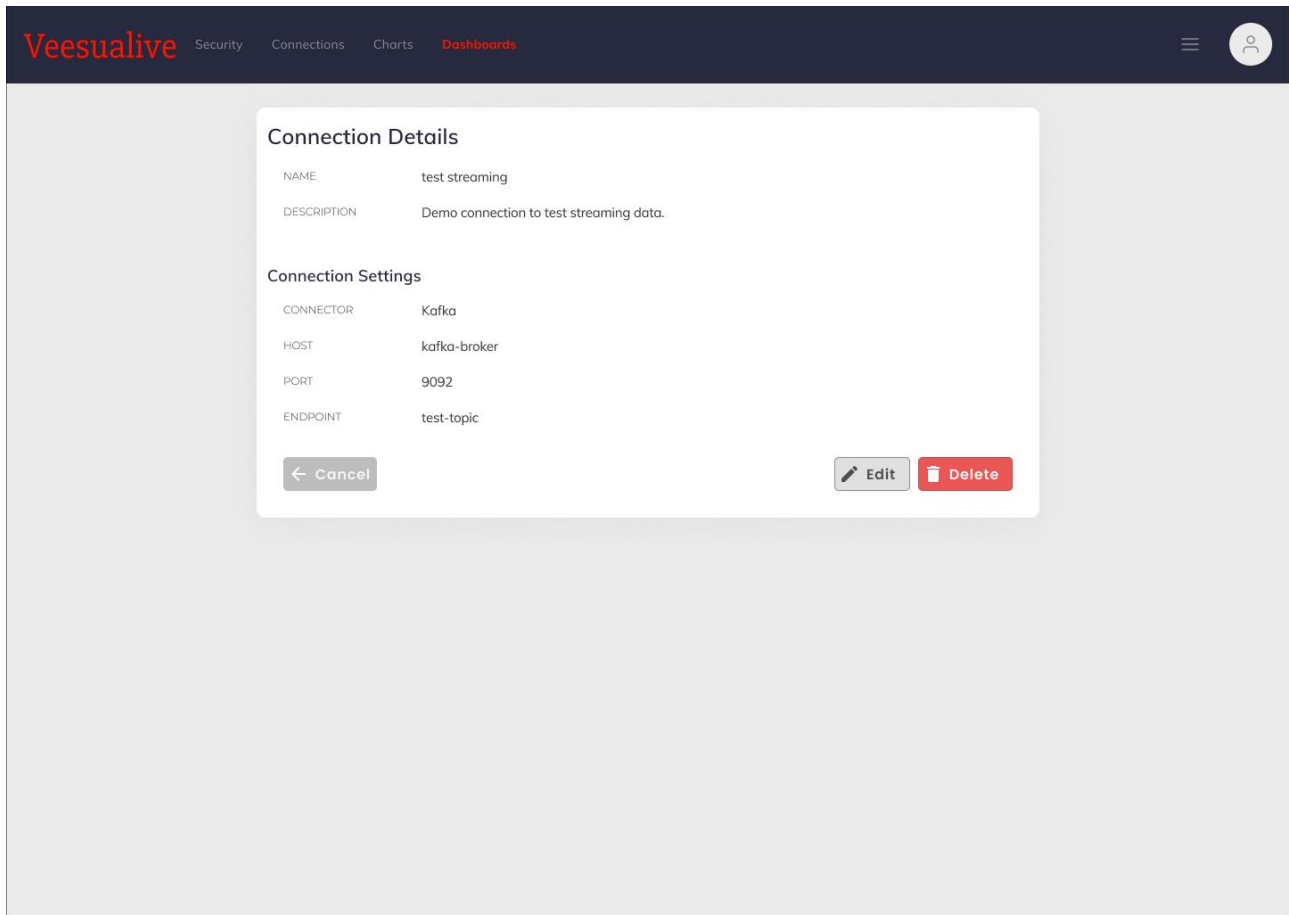 Veesualive Security Connections Charts Dashboards
Connection Details
NAME test streaming
DESCRIPTION Demo connection to test streaming data.
Connection Settings
CONNECTOR Kafka
HOST kafka-broker
PORT 9092
ENDPOINT test-topic
Cancel Edit Delete